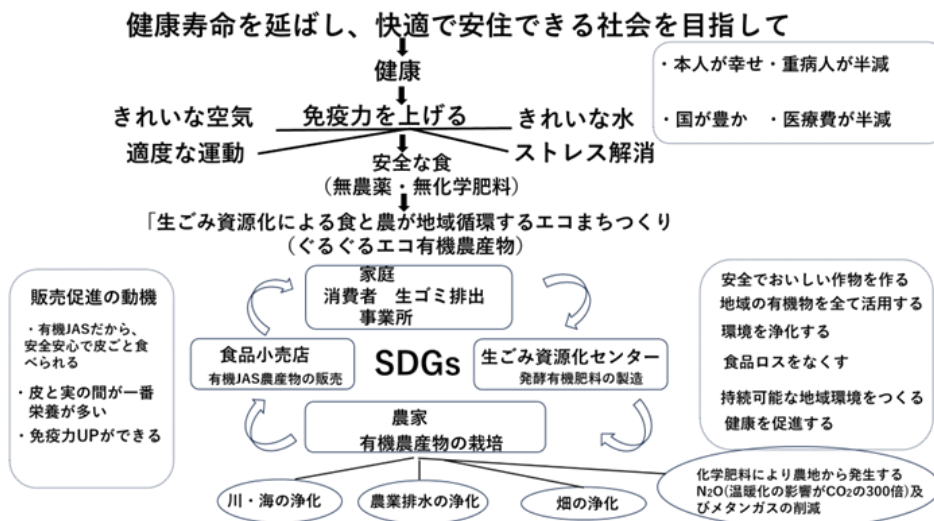 健康寿命を延ばし、快適で安住できる社会を目指して
健康
・本人が幸せ・重病人が半減
・国が豊か ・医療費が半減
きれいな空気
免疫力を上げる
きれいな水
適度な運動
ストレス解消
安全な食
(無農薬・無化学肥料)
「生ごみ資源化による食と農が地域循環するエコまちつくり
(ぐるぐるエコ有機農産物)
販売促進の動機
・有機JASだから、
安全安心で皮ごと食
べられる
・皮と実の間が一番
栄養が多い
・免疫力UPができる
家庭
消費者 生ゴミ排出
事業所
食品小売店
有機JAS農産物の販売
SDGs
生ごみ資源化センター
発酵有機肥料の製造
農家
有機農産物の栽培
安全でおいしい作物を作る
地域の有機物を全て活用する
環境を浄化する
食品ロスをなくす
持続可能な地域環境をつくる
健康を促進する
川・海の浄化
農業排水の浄化
畑の浄化
化学肥料により農地から発生する
N₂O(温暖化の影響がCO₂の300倍)及
びメタンガスの削減